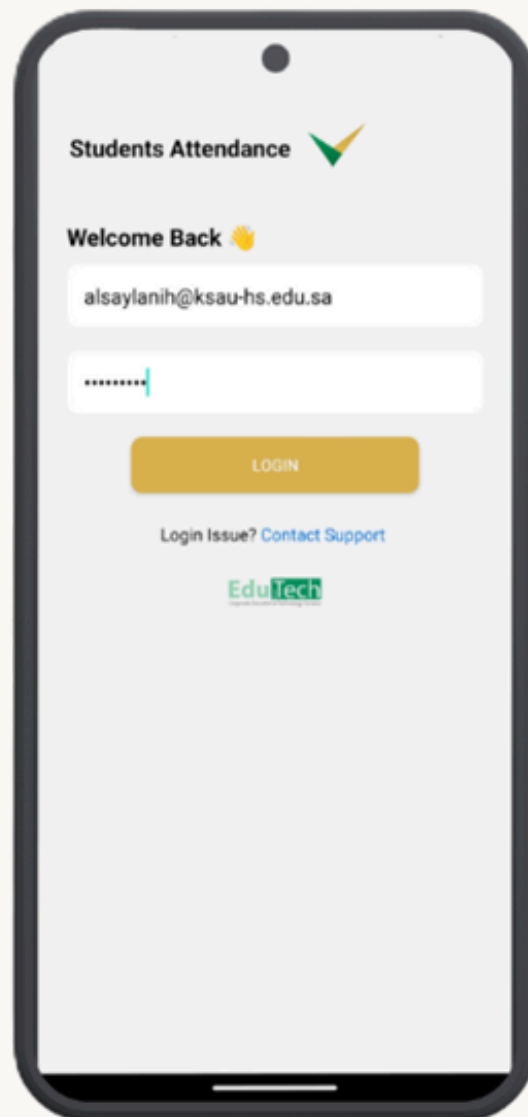 Students Attendance
Welcome Back 👋
alsaylanih@ksau-hs.edu.sa
•••••••••
LOGIN
Login Issue? Contact Support
EduTech